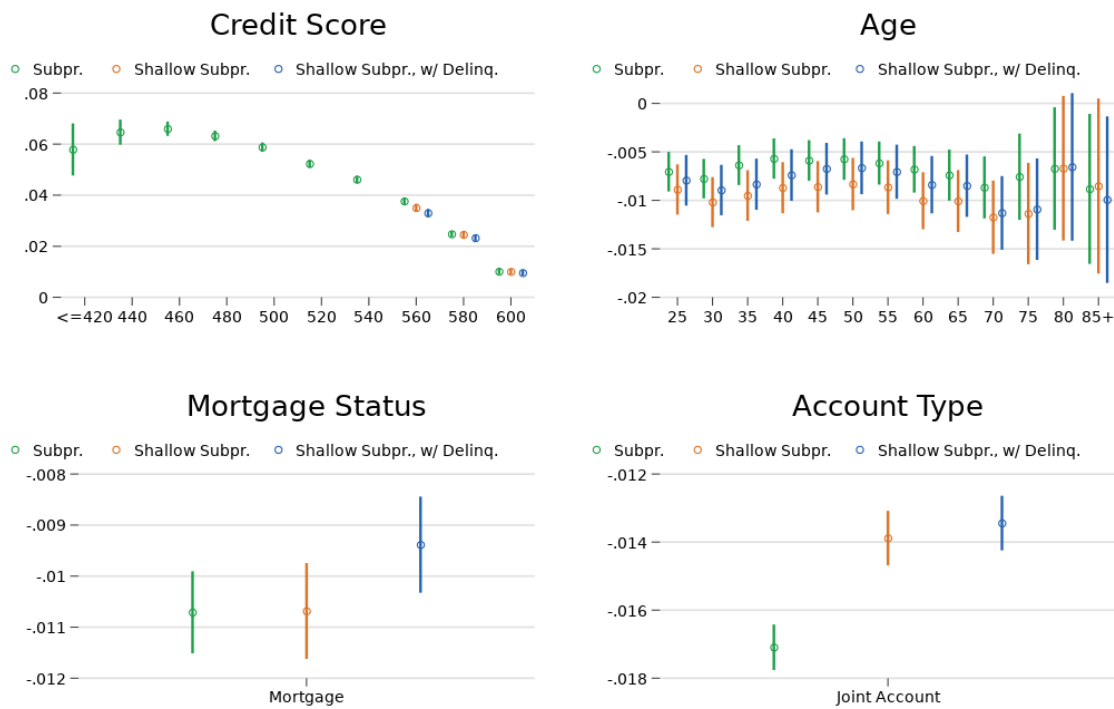 Credit Score
Subpr. Shallow Subpr. Shallow Subpr., w/ Delinq.
.08
.06
.04
.02
0
<=420 440 460 480 500 520 540 560 580 600
Age
Subpr. Shallow Subpr. Shallow Subpr., w/ Delinq.
0
-.005
-.01
-.015
-.02
25 30 35 40 45 50 55 60 65 70 75 80 85+
Mortgage Status
Subpr. Shallow Subpr. Shallow Subpr., w/ Delinq.
-.008
-.009
-.01
-.011
-.012
Mortgage
Account Type
Subpr. Shallow Subpr. Shallow Subpr., w/ Delinq.
-.012
-.014
-.016
-.018
Joint Account